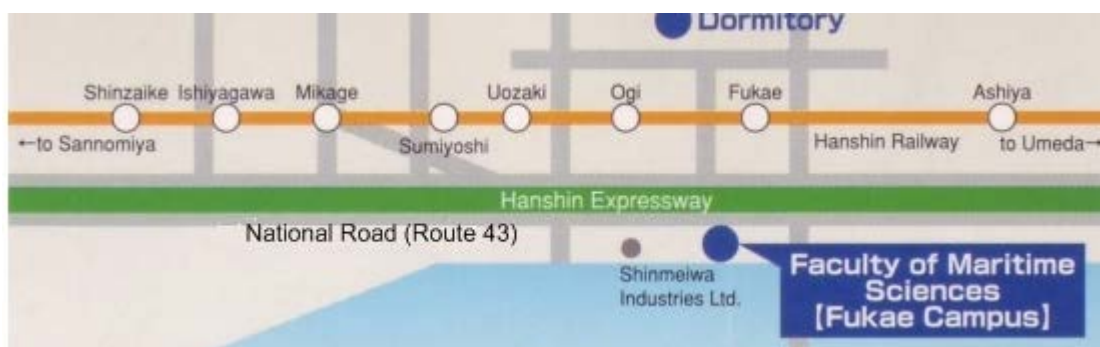 Dormitory
Shinzaike Ishiyagawa Mikage Uozaki Ogi Fukae Ashiya
←to Sannomiya Sumiyoshi Hanshin Railway to Umeda→
Hanshin Expressway
National Road (Route 43)
Shinmeiwa
Industries Ltd.
Faculty of Maritime
Sciences
[Fukae Campus]